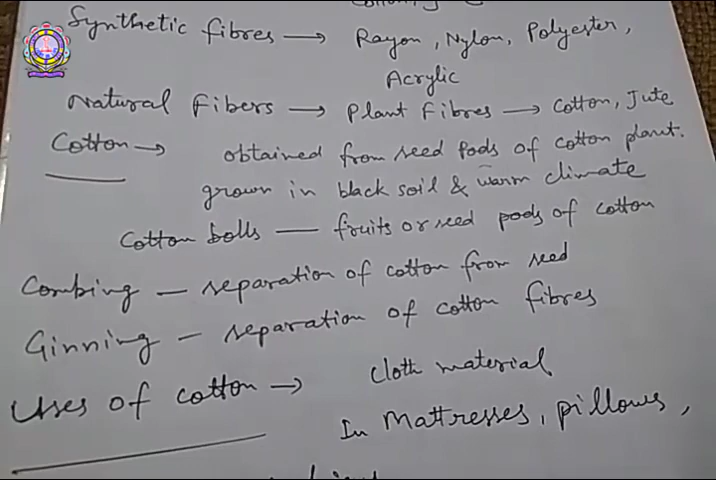 Synthetic fibres → Rayon, Nylon, Polyester,
Acrylic
Natural Fibers → Plant Fibres → Cotton, Jute
Cotton → obtained from seed pods of cotton plant.
grown in black soil & warm climate
Cotton bolls — fruits or seed pods of cotton
Combing — separation of cotton from seed
Ginning — separation of cotton fibres
Uses of cotton → cloth material
In Mattresses, pillows,